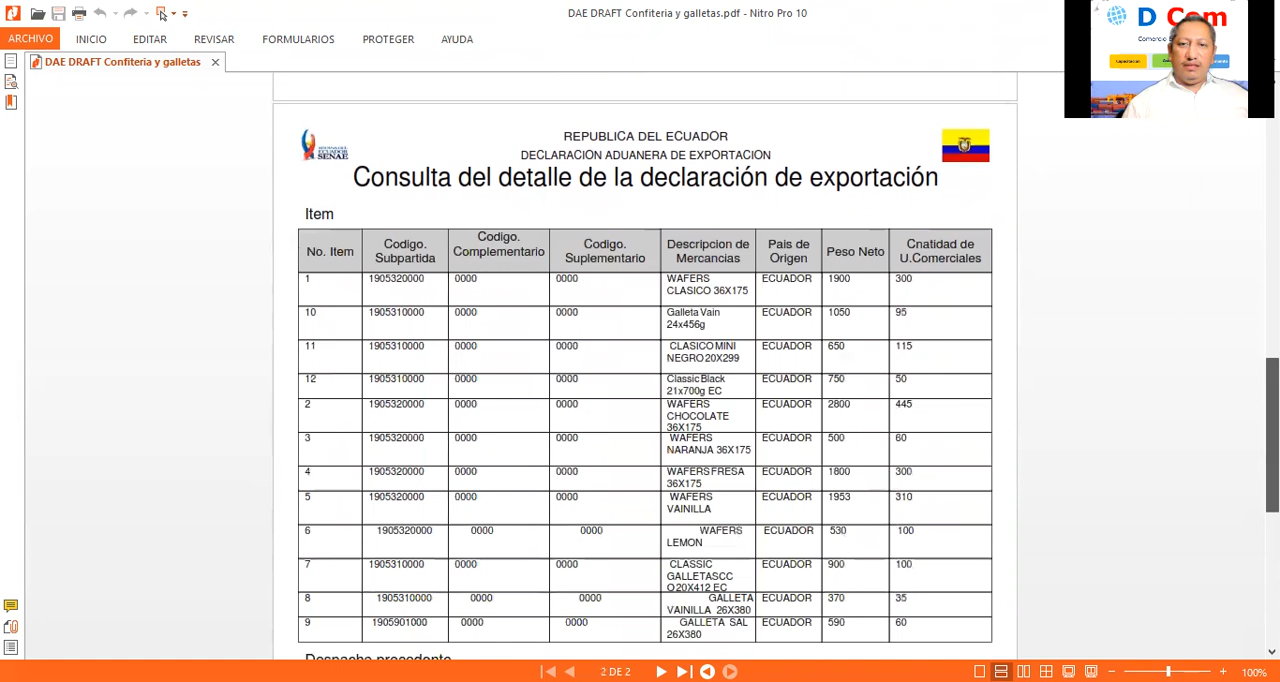 DAE DRAFT Confiteria y galletas.pdf - Nitro Pro 10
D Com
ARCHIVO INICIO EDITAR REVISAR FORMULARIOS PROTEGER AYUDA
DAE DRAFT Confiteria y galletas
REPUBLICA DEL ECUADOR
DECLARACION ADUANERA DE EXPORTACION
SENAE
Consulta del detalle de la declaración de exportación
Item
No. Item Codigo. Subpartida Codigo. Complementario Codigo. Suplementario Descripcion de Mercancias Pais de Origen Peso Neto Cnatidad de U.Comerciales
1 1905320000 0000 0000 WAFERS CLASICO 36X175 ECUADOR 1900 300
10 1905310000 0000 0000 Galleta Vain 24x456g ECUADOR 1050 95
11 1905310000 0000 0000 CLASICO MINI NEGRO 20X299 ECUADOR 650 115
12 1905310000 0000 0000 Classic Black 21x700g EC ECUADOR 750 50
2 1905320000 0000 0000 WAFERS CHOCOLATE 36X175 ECUADOR 2800 445
3 1905320000 0000 0000 WAFERS NARANJA 36X175 ECUADOR 500 60
4 1905320000 0000 0000 WAFERS FRESA 36X175 ECUADOR 1800 300
5 1905320000 0000 0000 WAFERS VAINILLA ECUADOR 1953 310
6 1905320000 0000 0000 WAFERS LEMON ECUADOR 530 100
7 1905310000 0000 0000 CLASSIC GALLETASCC O 20X412 EC ECUADOR 900 100
8 1905310000 0000 0000 GALLETA VAINILLA 26X380 ECUADOR 370 35
9 1905901000 0000 0000 GALLETA SAL 26X380 ECUADOR 590 60
Despacho precedente
2 DE 2
100%